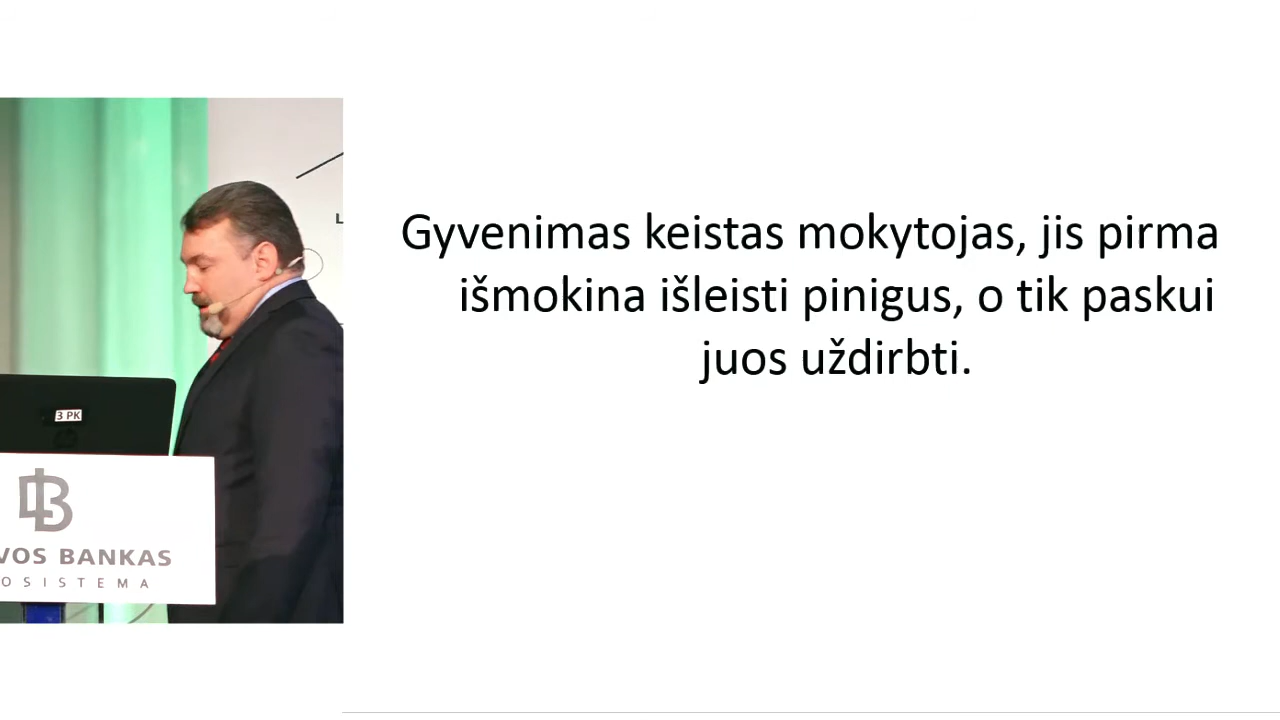 Gyvenimas keistas mokytojas, jis pirma
išmokina išleisti pinigus, o tik paskui
juos uždirbti.
3 PK
VOS BANKAS
OSISTEMA